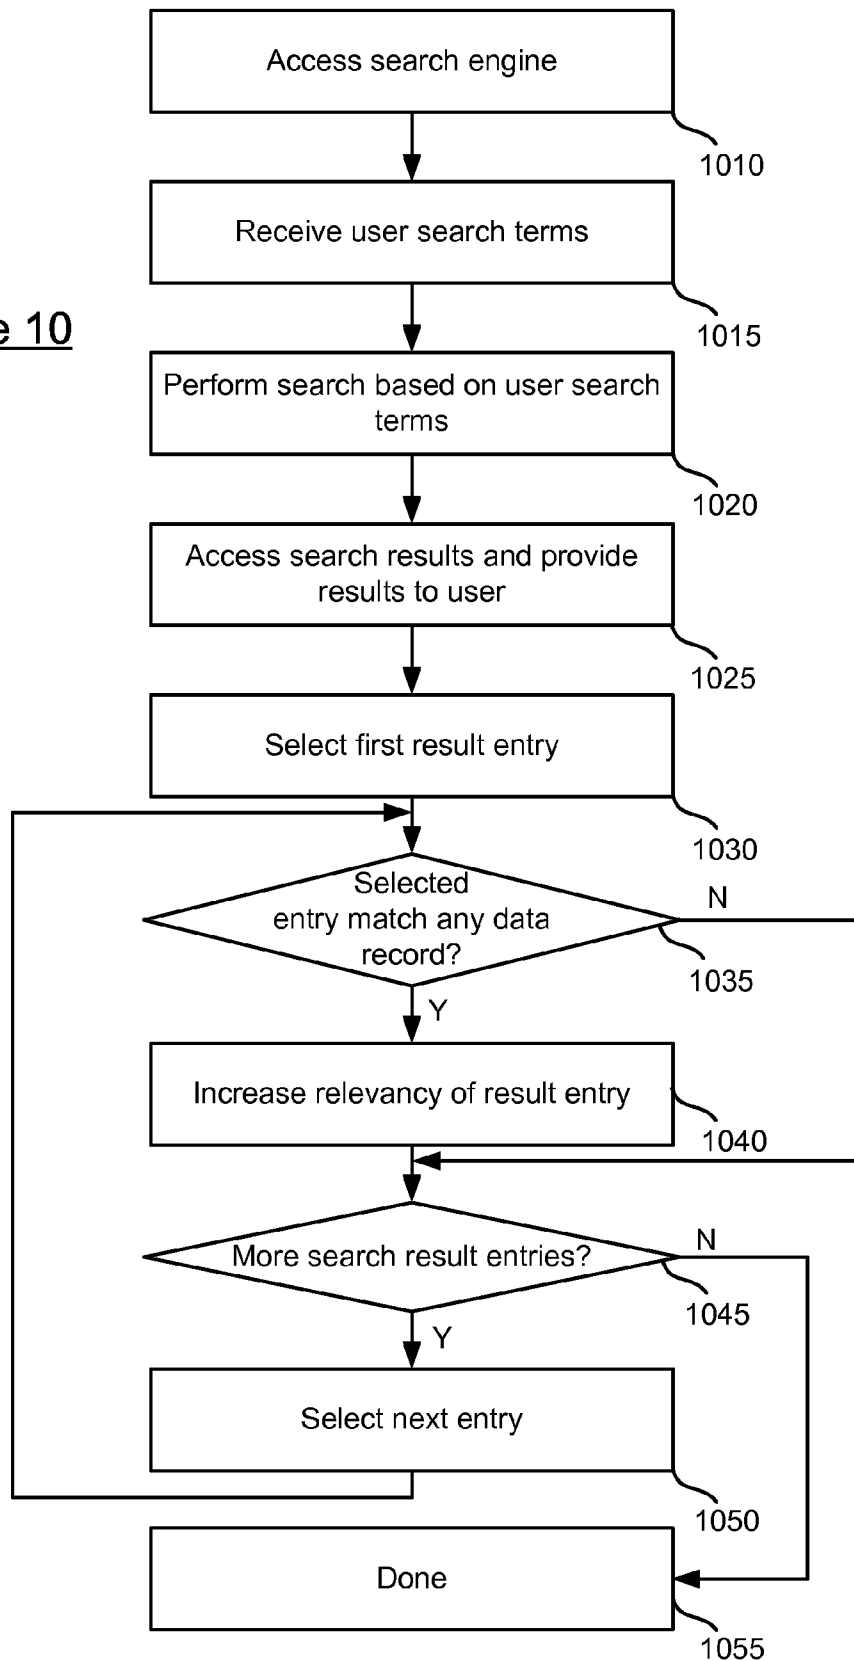 Access search engine
1010
Receive user search terms
1015
10
Perform search based on user search
terms
1020
Access search results and provide
results to user
1025
Select first result entry
1030
Selected
entry match any data
record?
N
1035
Y
Increase relevancy of result entry
1040
More search result entries?
N
1045
Y
Select next entry
1050
Done
1055